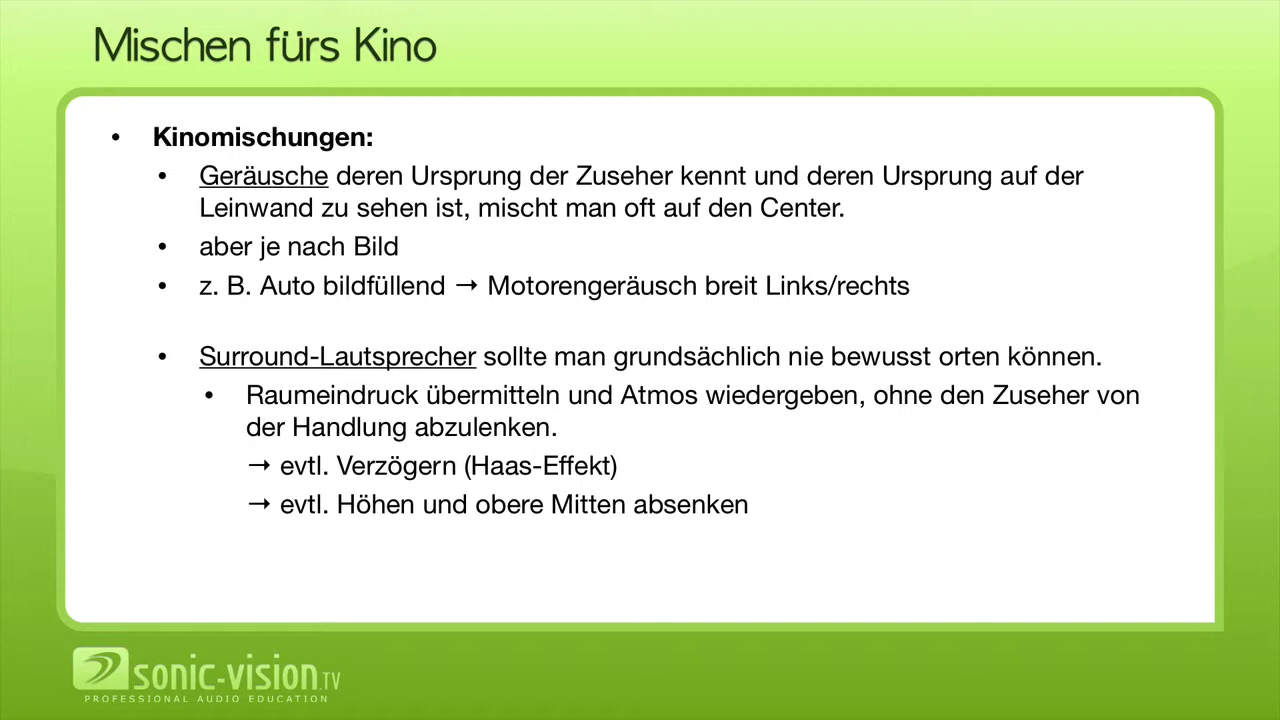 Mischen fürs Kino
• Kinomischungen:
• Geräusche deren Ursprung der Zuseher kennt und deren Ursprung auf der
Leinwand zu sehen ist, mischt man oft auf den Center.
• aber je nach Bild
• z. B. Auto bildfüllend → Motorengeräusch breit Links/rechts
• Surround-Lautsprecher sollte man grundsächlich nie bewusst orten können.
• Raumeindruck übermitteln und Atmos wiedergeben, ohne den Zuseher von
der Handlung abzulenken.
→ evtl. Verzögern (Haas-Effekt)
→ evtl. Höhen und obere Mitten absenken
sonic-vision.TV
PROFESSIONAL AUDIO EDUCATION